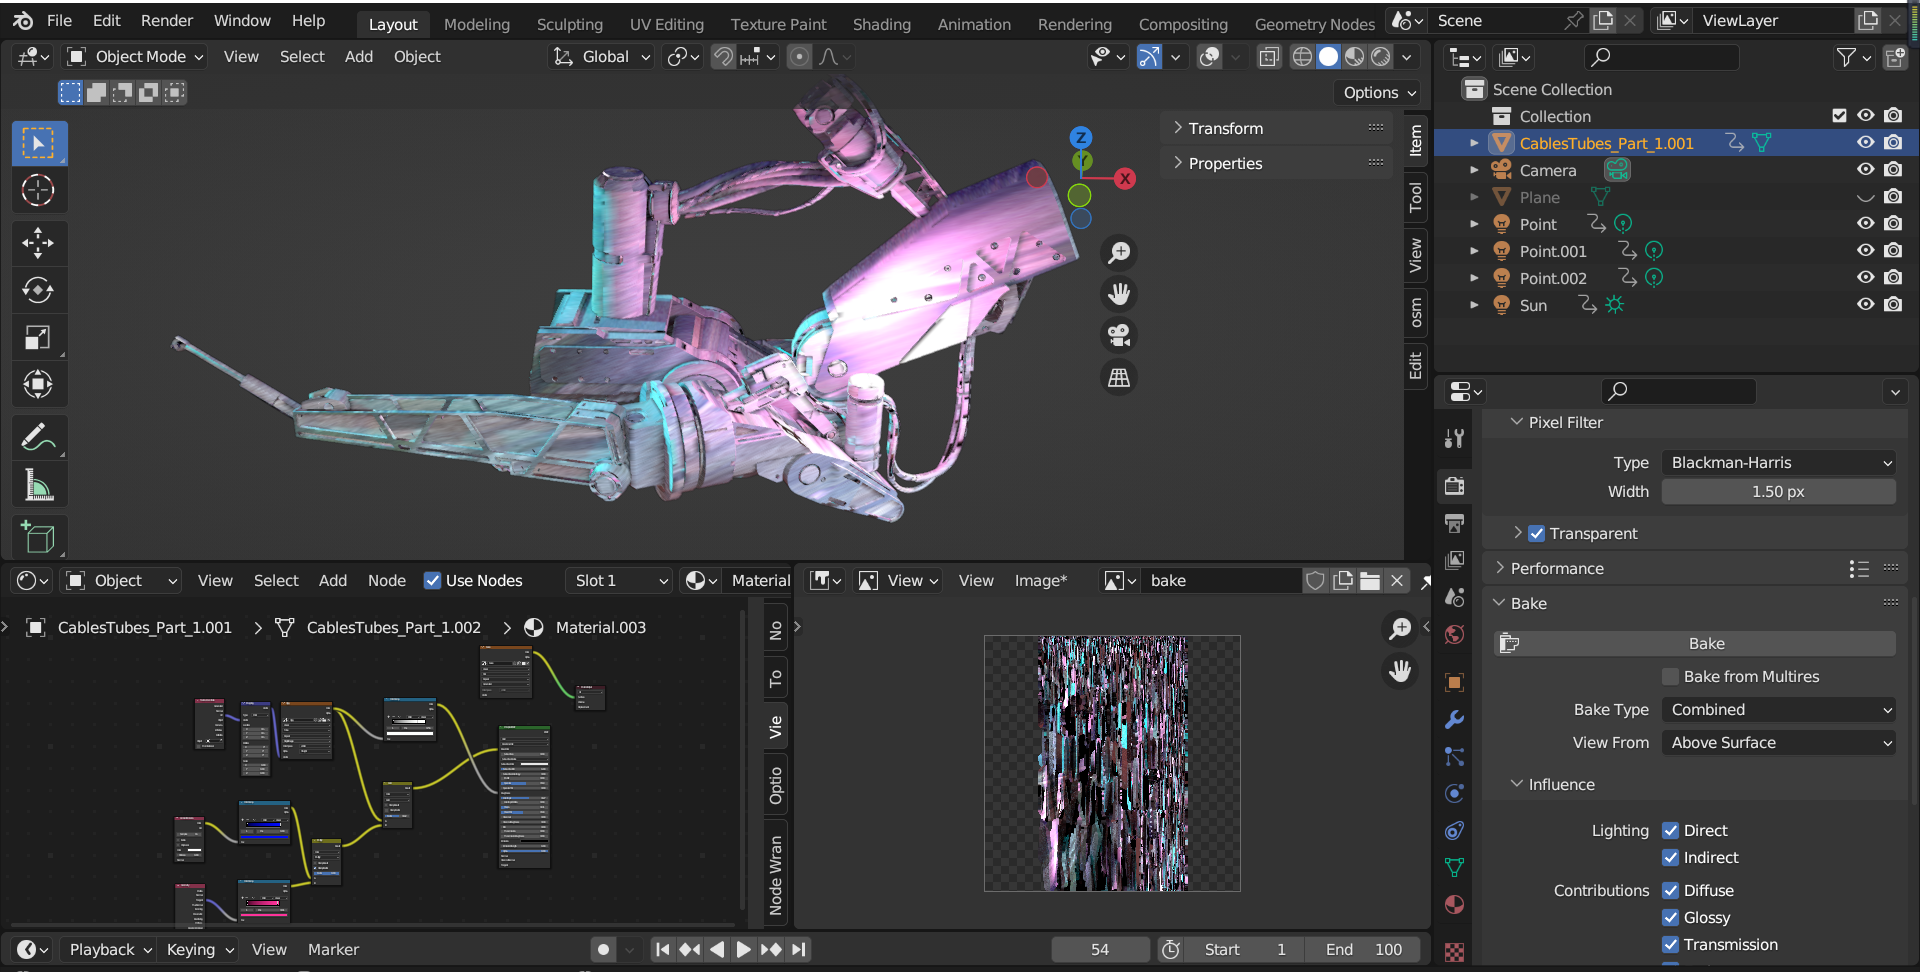 File Edit Render Window Help Layout Modeling Sculpting UV Editing Texture Paint Shading Animation Rendering Compositing Geometry Nodes Scene ViewLayer
Object Mode View Select Add Object Global
Options
Transform
Properties
Item
Tool
View
osm
Edit
Z
Y
X
Scene Collection
Collection
CablesTubes_Part_1.001
Camera
Plane
Point
Point.001
Point.002
Sun
Pixel Filter
Type Blackman-Harris
Width 1.50 px
Transparent
Performance
Bake
Bake
Bake from Multires
Bake Type Combined
View From Above Surface
Influence
Lighting Direct
Indirect
Contributions Diffuse
Glossy
Transmission
Object View Select Add Node Use Nodes Slot 1 Material
CablesTubes_Part_1.001 CablesTubes_Part_1.002 Material.003
No
To
Vie
Optio
Node Wran
View View Image* bake
Playback Keying View Marker 54 Start 1 End 100